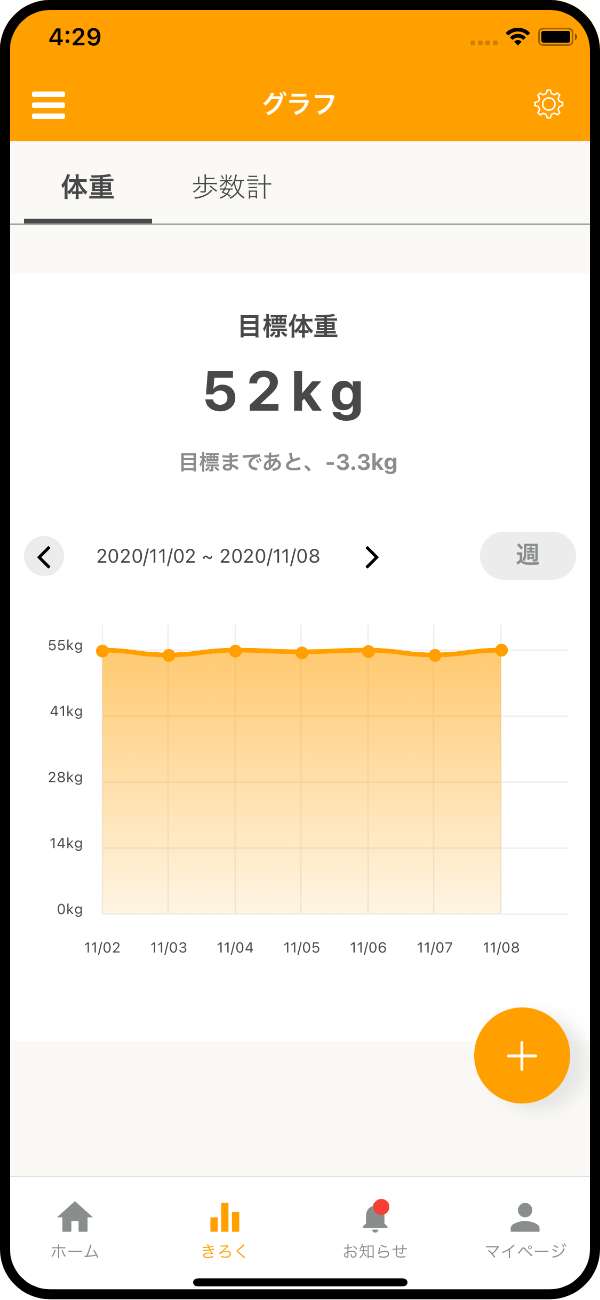 4:29
グラフ
体重 歩数計
目標体重
52kg
目標まであと、-3.3kg
2020/11/02 ~ 2020/11/08 週
55kg
41kg
28kg
14kg
0kg
11/02 11/03 11/04 11/05 11/06 11/07 11/08
ホーム きろく お知らせ マイページ